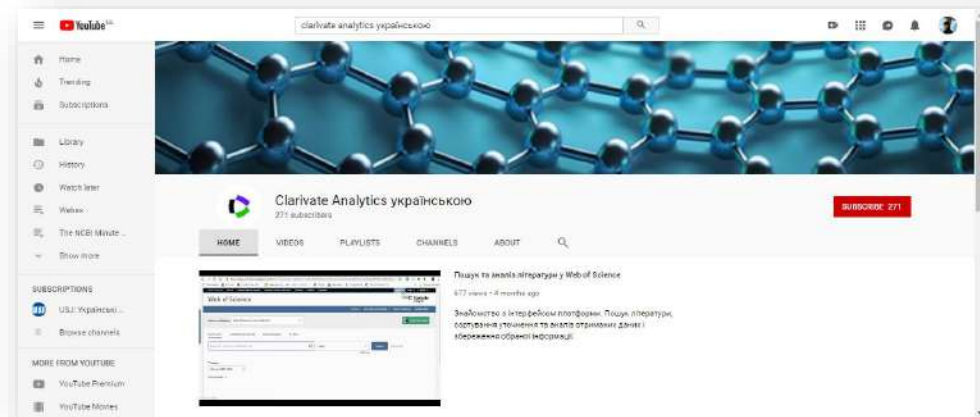 YouTube UA
clarivate analytics українською
Home
Trending
Subscriptions
Library
History
Watch later
Webex
The NCBI Minute ...
Show more
SUBSCRIPTIONS
USJ: Українські ...
Browse channels
MORE FROM YOUTUBE
YouTube Premium
YouTube Movies
Clarivate Analytics українською
271 subscribers
SUBSCRIBE 271
HOME VIDEOS PLAYLISTS CHANNELS ABOUT
Web of Science
Пошук та аналіз літератури у Web of Science
677 views • 4 months ago
Знайомство з інтерфейсом платформи. Пошук літератури,
сортування уточнення та аналіз отриманих даних і
збереження обраної інформації.